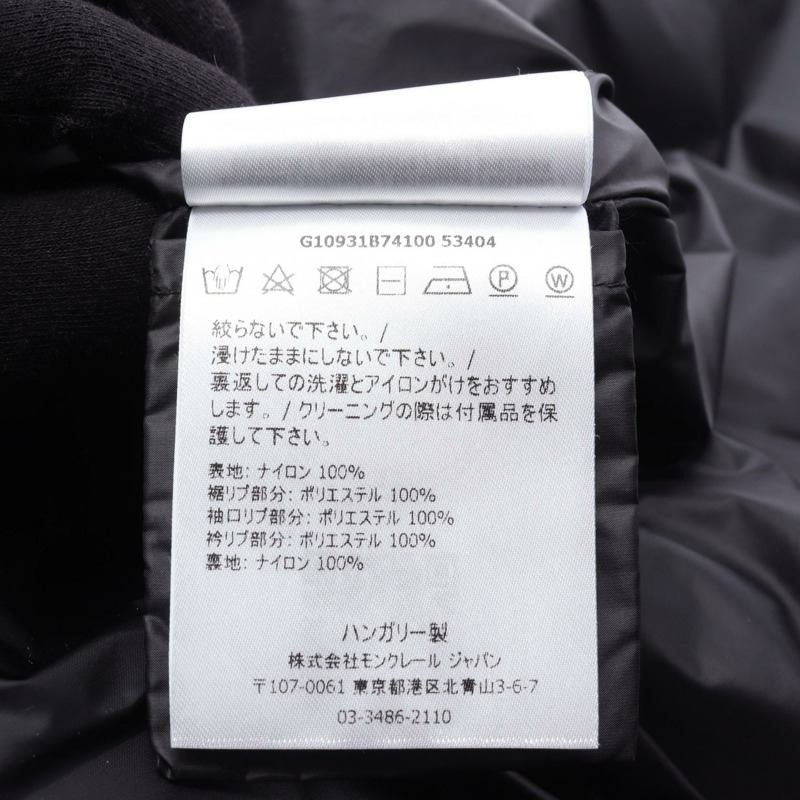 G10931B74100 53404
P W
絞らないで下さい。/
浸けたままにしないで下さい。/
裏返しての洗濯とアイロンがけをおすすめ
します。/ クリーニングの際は付属品を保
護して下さい。
表地: ナイロン 100%
裾リブ部分: ポリエステル 100%
袖口リブ部分: ポリエステル 100%
衿リブ部分: ポリエステル 100%
裏地: ナイロン 100%
ハンガリー製
株式会社モンクレール ジャパン
〒107-0061 東京都港区北青山3-6-7
03-3486-2110